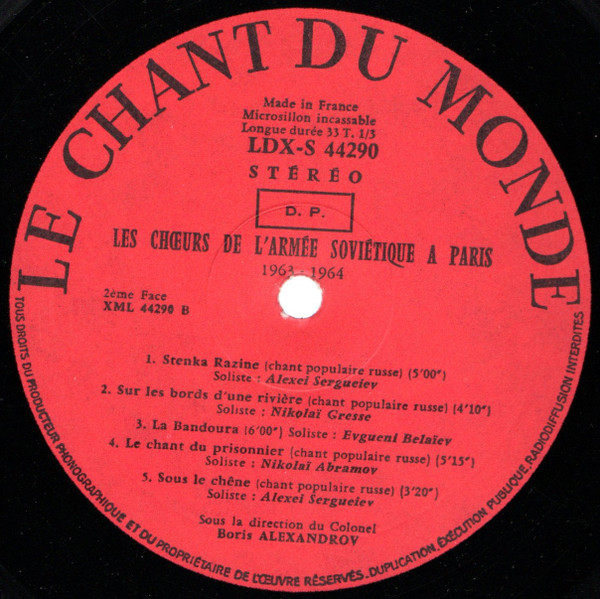 LE CHANT DU MONDE
Made in France
Microsillon incassable
Longue durée 33 T. 1/3
LDX-S 44290
STÉRÉO
D. P.
LES CHŒURS DE L'ARMÉE SOVIÉTIQUE A PARIS
1963 - 1964
2ème Face
XML 44290 B
1. Stenka Razine (chant populaire russe) (5'00")
Soliste : Alexei Sergueiev
2. Sur les bords d'une rivière (chant populaire russe) (4'10")
Soliste : Nikolaï Gresse
3. La Bandoura (6'00") Soliste : Evgueni Belaïev
4. Le chant du prisonnier (chant populaire russe) (5'15")
Soliste : Nikolaï Abramov
5. Sous le chêne (chant populaire russe) (3'20")
Soliste : Alexei Sergueiev
Sous la direction du Colonel
Boris ALEXANDROV
TOUS DROITS DU PRODUCTEUR PHONOGRAPHIQUE ET DU PROPRIÉTAIRE DE L'ŒUVRE RÉSERVÉS_DUPLICATION, EXÉCUTION PUBLIQUE, RADIODIFFUSION INTERDITES